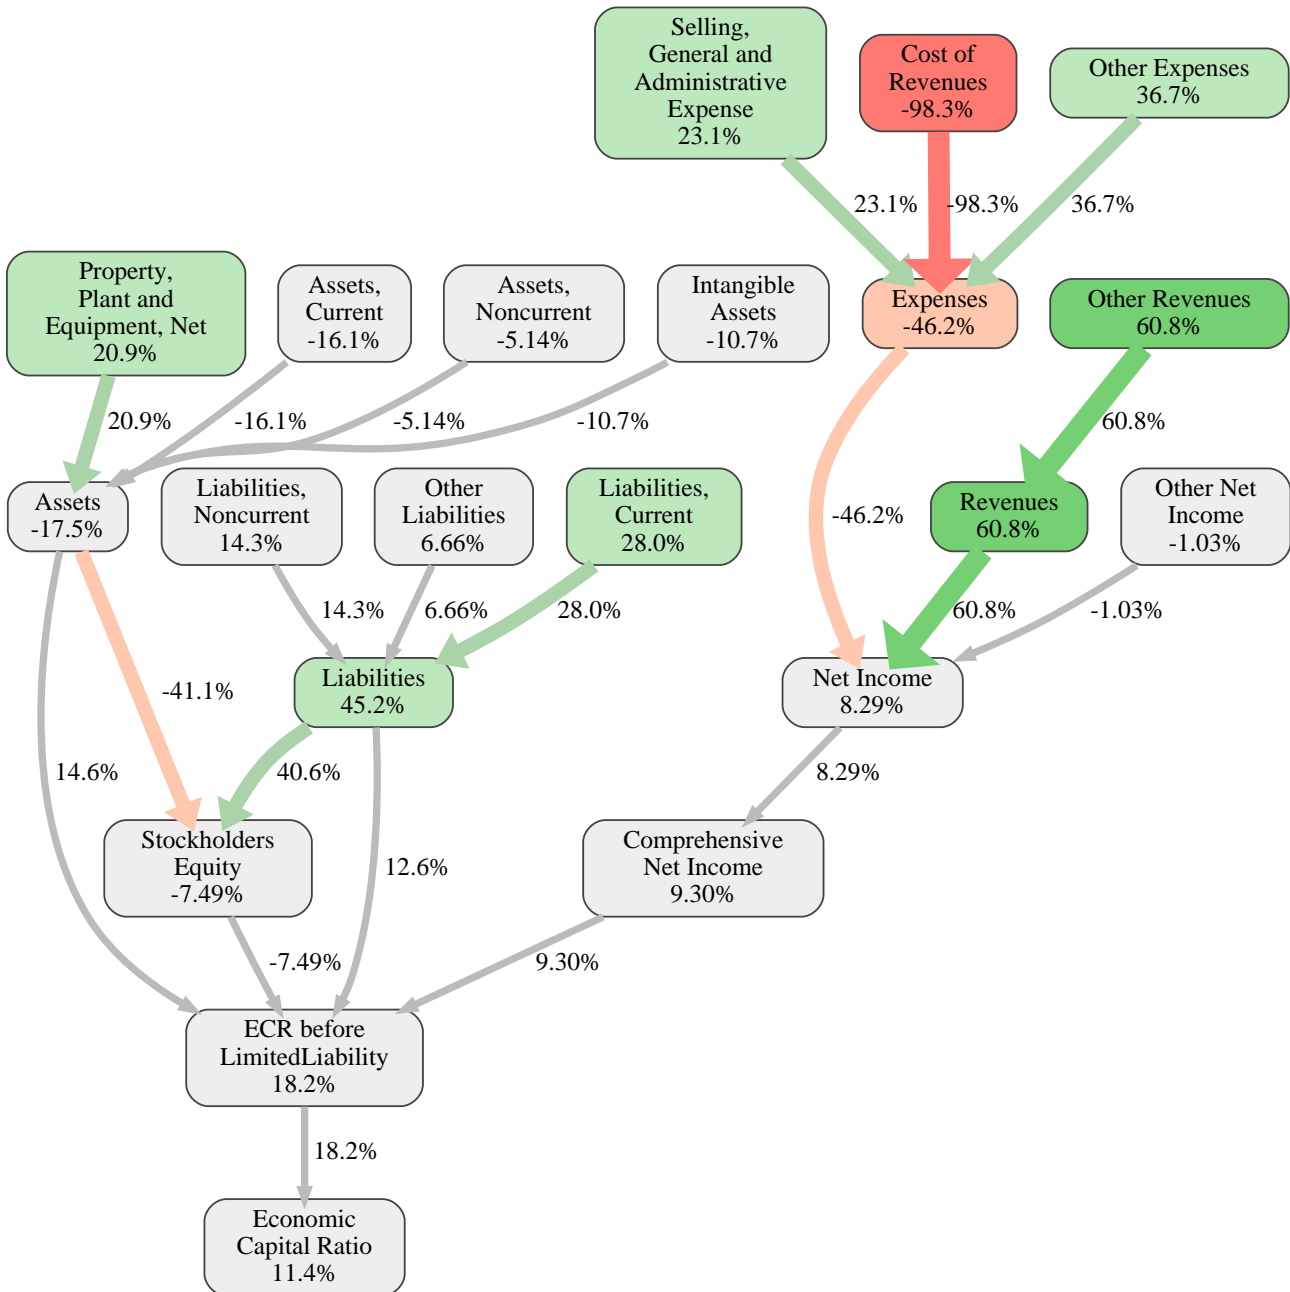 Selling,
General and
Administrative
Expense
23.1%
Cost of
Revenues
-98.3%
Other Expenses
36.7%
23.1%
-98.3%
36.7%
Property,
Plant and
Equipment, Net
20.9%
Assets,
Current
-16.1%
Assets,
Noncurrent
-5.14%
Intangible
Assets
-10.7%
Expenses
-46.2%
Other Revenues
60.8%
20.9%
-16.1%
-5.14%
-10.7%
60.8%
Assets
-17.5%
Liabilities,
Noncurrent
14.3%
Other
Liabilities
6.66%
Liabilities,
Current
28.0%
-46.2%
Revenues
60.8%
Other Net
Income
-1.03%
14.3%
6.66%
28.0%
60.8%
-1.03%
-41.1%
Liabilities
45.2%
Net Income
8.29%
14.6%
40.6%
8.29%
Stockholders
Equity
-7.49%
12.6%
Comprehensive
Net Income
9.30%
-7.49%
9.30%
ECR before
LimitedLiability
18.2%
18.2%
Economic
Capital Ratio
11.4%